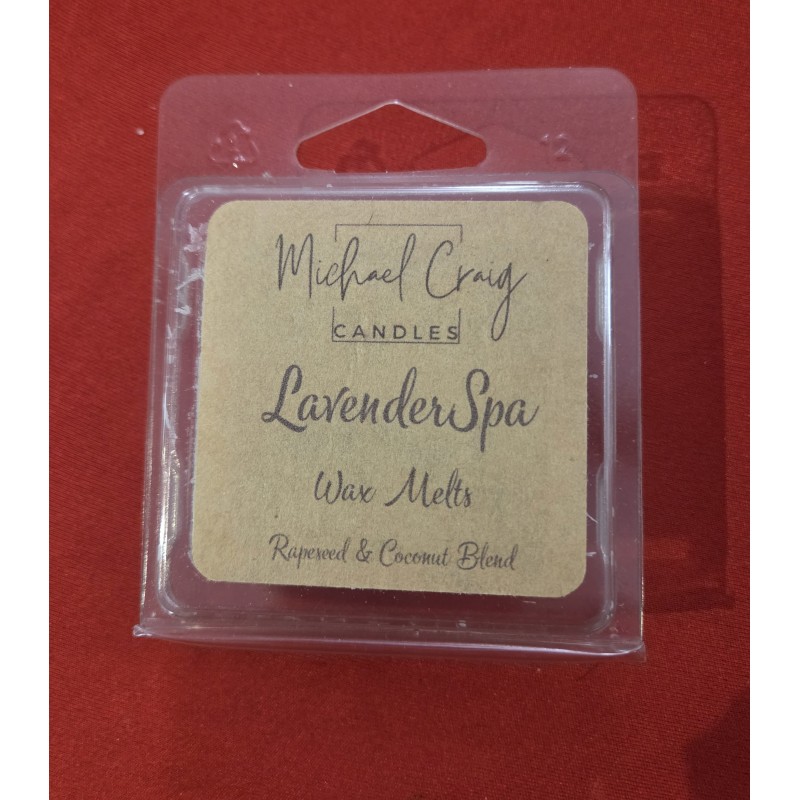 Michael Craig
CANDLES
LavenderSpa
Wax Melts
Rapeseed & Coconut Blend